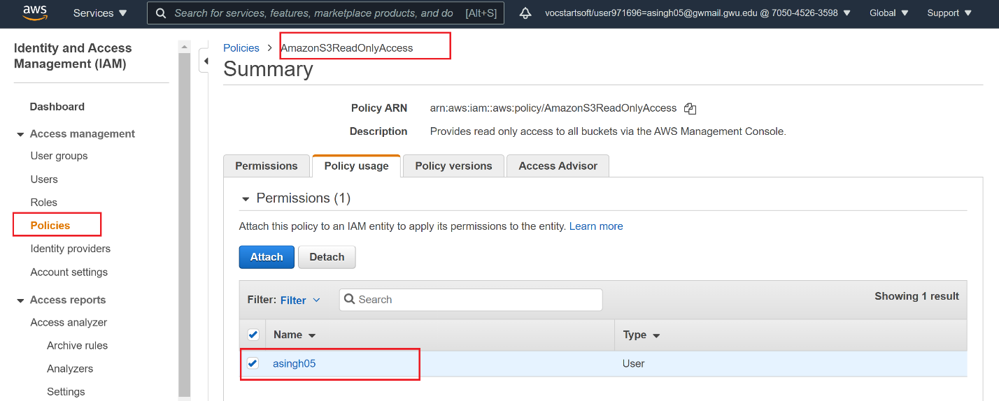 aws
Services
Search for services, features, marketplace products, and do [Alt+S]
vocstartsoft/user971696=asingh05@gwmail.gwu.edu @ 7050-4526-3598
Global
Support
Identity and Access
Management (IAM)
Dashboard
Access management
User groups
Users
Roles
Policies
Identity providers
Account settings
Access reports
Access analyzer
Archive rules
Analyzers
Settings
Policies > AmazonS3ReadOnlyAccess
Summary
Policy ARN arn:aws:iam::aws:policy/AmazonS3ReadOnlyAccess
Description Provides read only access to all buckets via the AWS Management Console.
Permissions Policy usage Policy versions Access Advisor
Permissions (1)
Attach this policy to an IAM entity to apply its permissions to the entity. Learn more
Attach Detach
Filter: Filter Search Showing 1 result
Name Type
asingh05 User